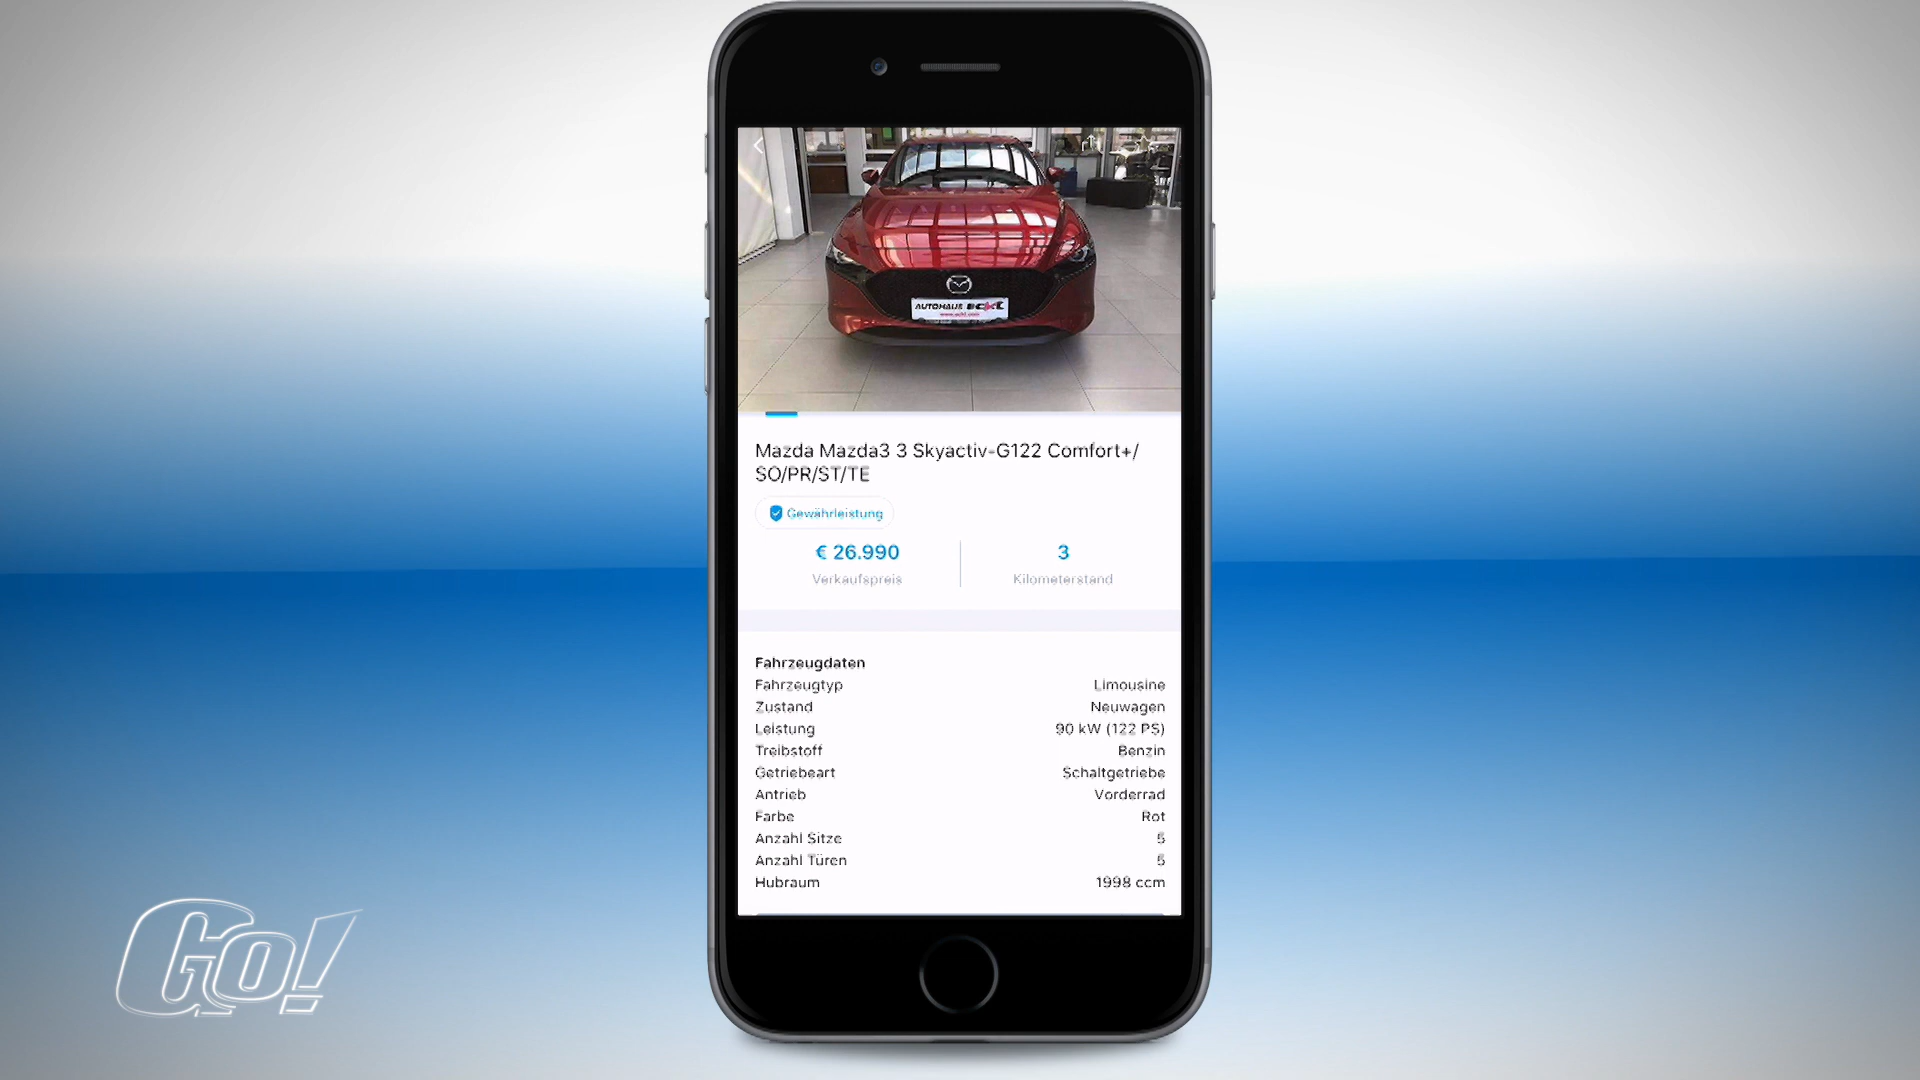 AUTOHAUS
Mazda Mazda3 3 Skyactiv-G122 Comfort+/
SO/PR/ST/TE
Gewährleistung
€ 26.990
3
Verkaufspreis
Kilometerstand
Fahrzeugdaten
Fahrzeugtyp Limousine
Zustand Neuwagen
Leistung 90 kW (122 PS)
Treibstoff Benzin
Getriebeart Schaltgetriebe
Antrieb Vorderrad
Farbe Rot
Anzahl Sitze 5
Anzahl Türen 5
Hubraum 1998 ccm
Go!